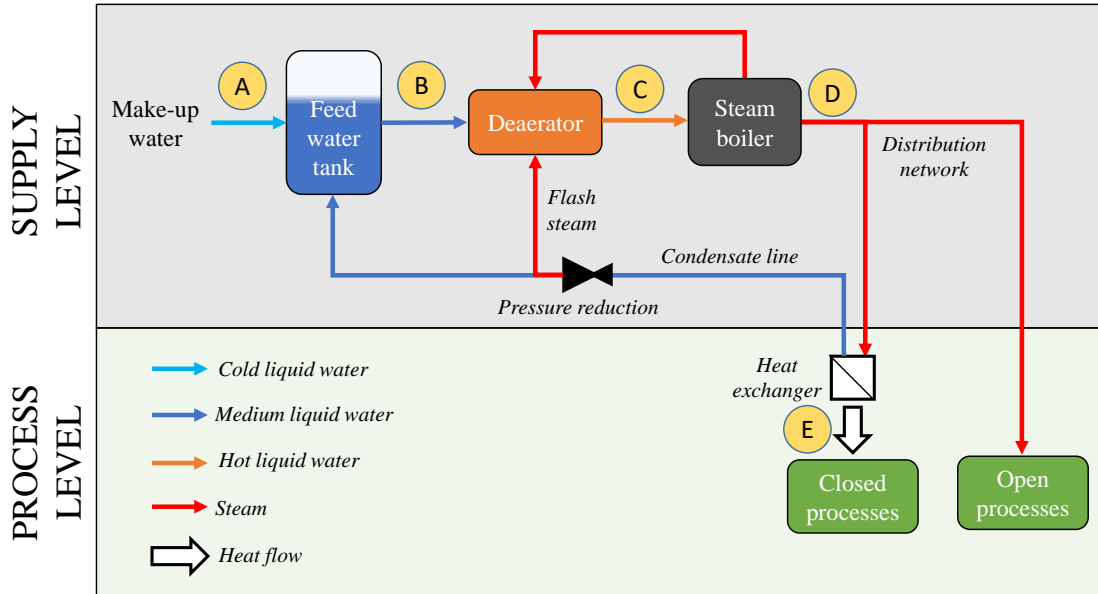 SUPPLY
LEVEL
A
B
C
D
Make-up
water
Feed
water
tank
Deaerator
Steam
boiler
Distribution
network
Flash
steam
Condensate line
Pressure reduction
PROCESS
LEVEL
Cold liquid water
Medium liquid water
Hot liquid water
Steam
Heat flow
Heat
exchanger
E
Closed
processes
Open
processes